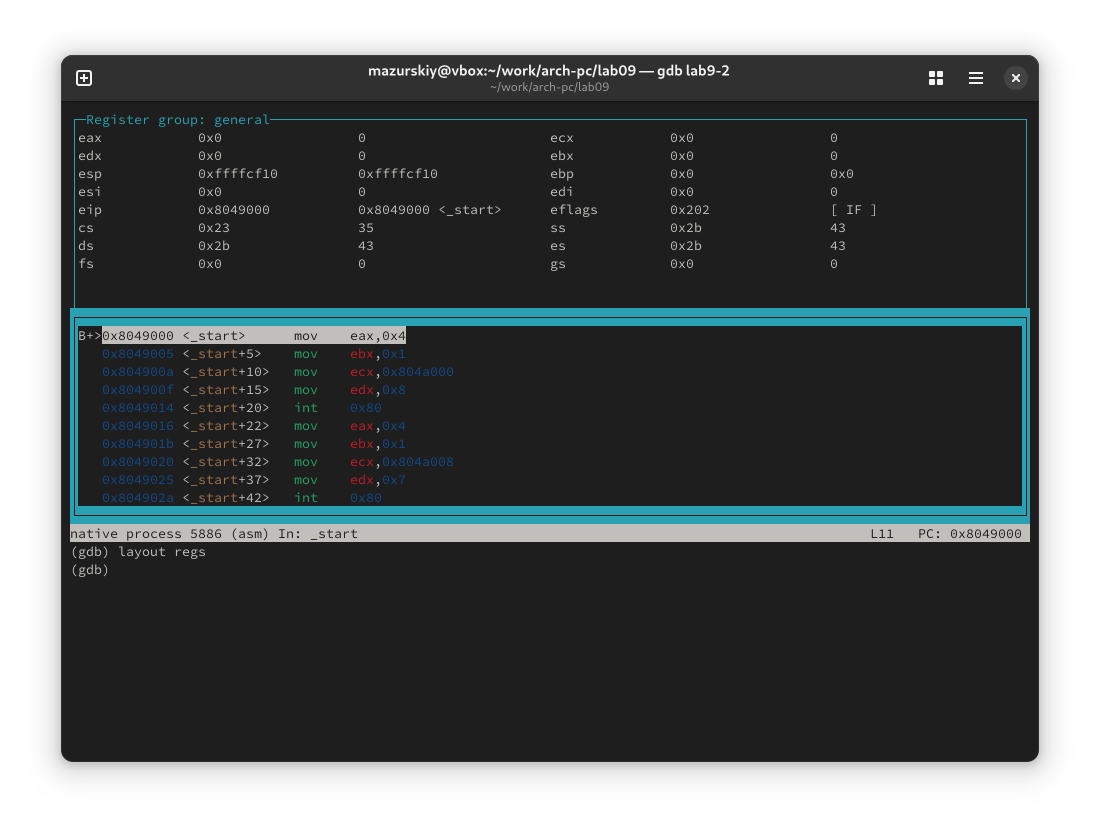 mazurskiy@vbox:~/work/arch-pc/lab09 — gdb lab9-2
~/work/arch-pc/lab09
Register group: general
eax 0x0 0 ecx 0x0 0
edx 0x0 0 ebx 0x0 0
esp 0xffffcf10 0xffffcf10 ebp 0x0 0x0
esi 0x0 0 edi 0x0 0
eip 0x8049000 0x8049000 <_start> eflags 0x202 [ IF ]
cs 0x23 35 ss 0x2b 43
ds 0x2b 43 es 0x2b 43
fs 0x0 0 gs 0x0 0
B+>0x8049000 <_start> mov eax,0x4
0x8049005 <_start+5> mov ebx,0x1
0x804900a <_start+10> mov ecx,0x804a000
0x804900f <_start+15> mov edx,0x8
0x8049014 <_start+20> int 0x80
0x8049016 <_start+22> mov eax,0x4
0x804901b <_start+27> mov ebx,0x1
0x8049020 <_start+32> mov ecx,0x804a008
0x8049025 <_start+37> mov edx,0x7
0x804902a <_start+42> int 0x80
native process 5886 (asm) In: _start L11 PC: 0x8049000
(gdb) layout regs
(gdb)